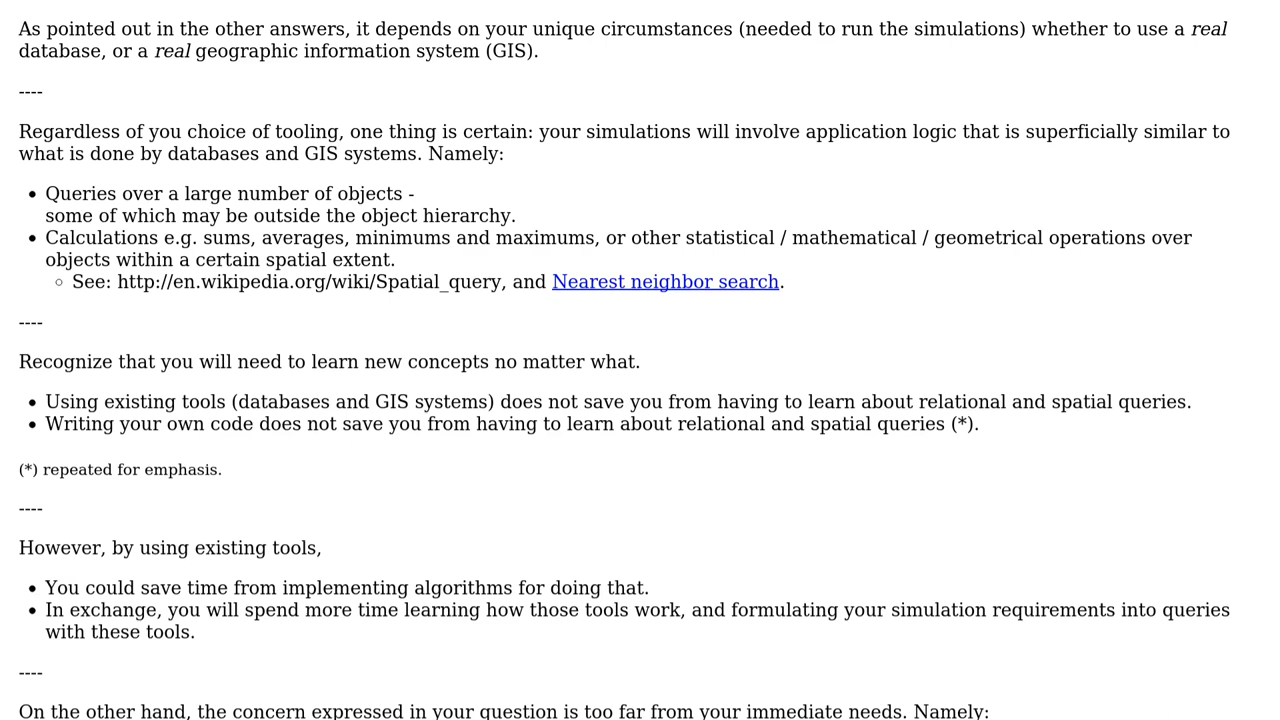 As pointed out in the other answers, it depends on your unique circumstances (needed to run the simulations) whether to use a real
database, or a real geographic information system (GIS).
----
Regardless of you choice of tooling, one thing is certain: your simulations will involve application logic that is superficially similar to
what is done by databases and GIS systems. Namely:
• Queries over a large number of objects -
some of which may be outside the object hierarchy.
• Calculations e.g. sums, averages, minimums and maximums, or other statistical / mathematical / geometrical operations over
objects within a certain spatial extent.
◦ See: http://en.wikipedia.org/wiki/Spatial_query, and Nearest neighbor search.
----
Recognize that you will need to learn new concepts no matter what.
• Using existing tools (databases and GIS systems) does not save you from having to learn about relational and spatial queries.
• Writing your own code does not save you from having to learn about relational and spatial queries (*).
(*) repeated for emphasis.
----
However, by using existing tools,
• You could save time from implementing algorithms for doing that.
• In exchange, you will spend more time learning how those tools work, and formulating your simulation requirements into queries
with these tools.
----
On the other hand, the concern expressed in your question is too far from your immediate needs. Namely: